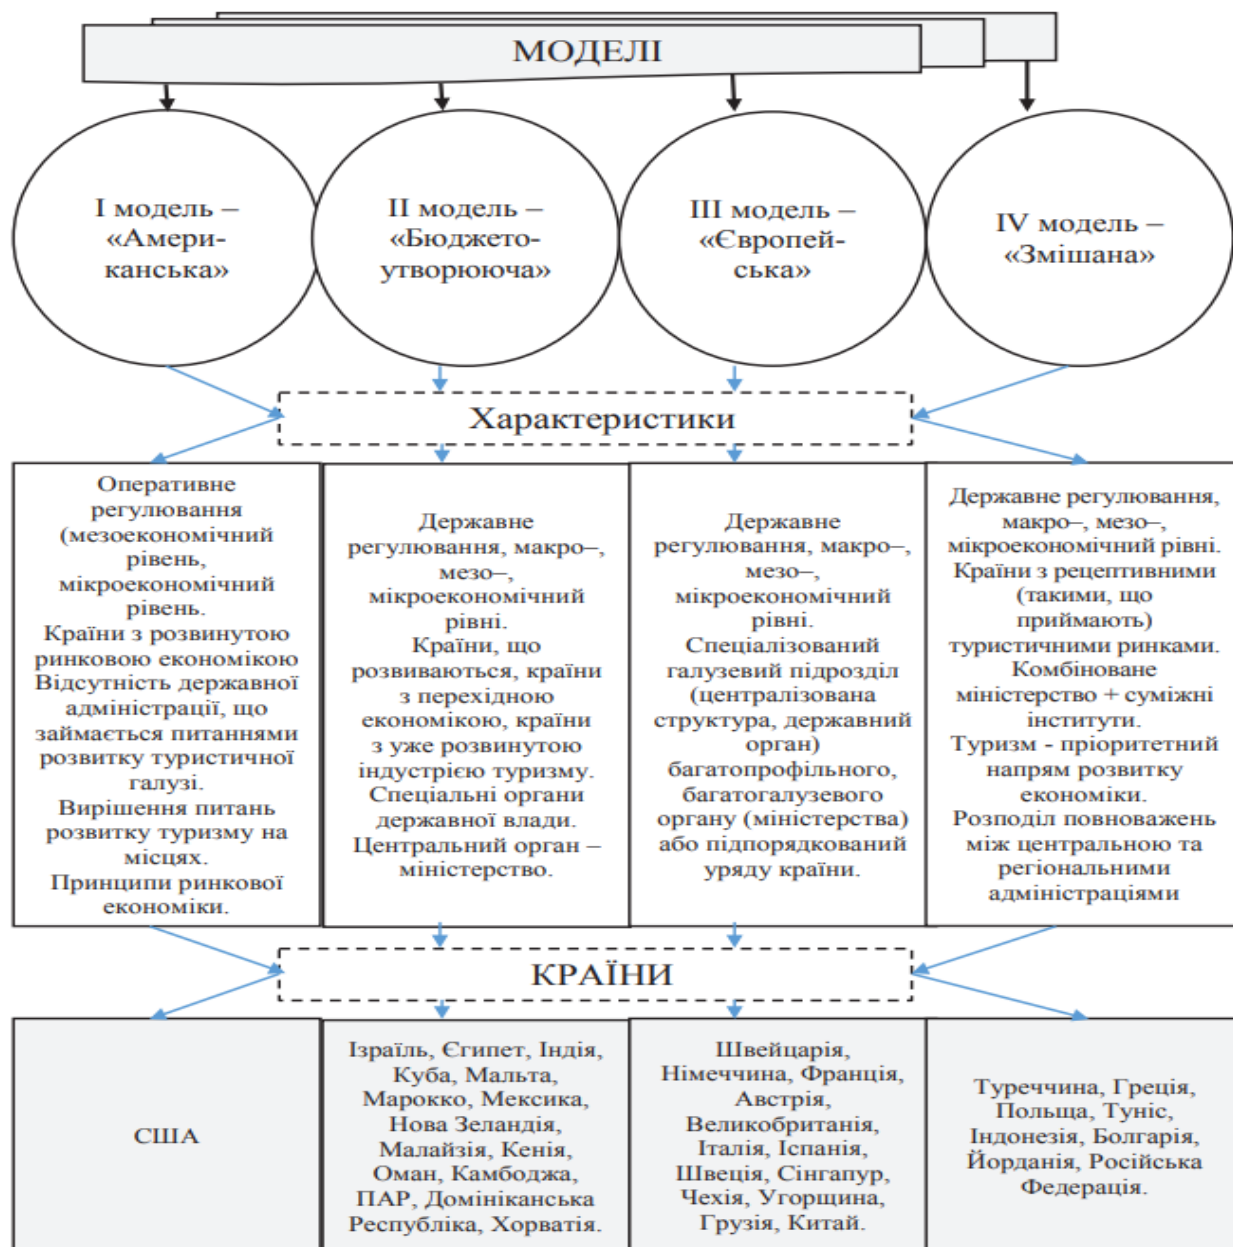 МОДЕЛІ
І модель –
«Амери-
канська»
ІІ модель –
«Бюджето-
утворююча»
ІІІ модель –
«Європей-
ська»
IV модель –
«Змішана»
Характеристики
Оперативне
регулювання
(мезоекономічний
рівень,
мікроекономічний
рівень.
Країни з розвинутою
ринковою економікою
Відсутність державної
адміністрації, що
займається питаннями
розвитку туристичної
галузі.
Вирішення питань
розвитку туризму на
місцях.
Принципи ринкової
економіки.
Державне
регулювання, макро–,
мезо–,
мікроекономічний
рівні.
Країни, що
розвиваються, країни
з перехідною
економікою, країни
з уже розвинутою
індустрією туризму.
Спеціальні органи
державної влади.
Центральний орган –
міністерство.
Державне
регулювання, макро–,
мезо–,
мікроекономічний
рівні.
Спеціалізований
галузевий підрозділ
(централізована
структура, державний
орган)
багатопрофільного,
багатогалузевого
органу (міністерства)
або підпорядкований
уряду країни.
Державне регулювання,
макро–, мезо–,
мікроекономічний рівні.
Країни з рецептивними
(такими, що
приймають)
туристичними ринками.
Комбіноване
міністерство + суміжні
інститути.
Туризм - пріоритетний
напрям розвитку
економіки.
Розподіл повноважень
між центральною та
регіональними
адміністраціями
КРАЇНИ
США
Ізраїль, Єгипет, Індія,
Куба, Мальта,
Марокко, Мексика,
Нова Зеландія,
Малайзія, Кенія,
Оман, Камбоджа,
ПАР, Домініканська
Республіка, Хорватія.
Швейцарія,
Німеччина, Франція,
Австрія,
Великобританія,
Італія, Іспанія,
Швеція, Сінгапур,
Чехія, Угорщина,
Грузія, Китай.
Туреччина, Греція,
Польща, Туніс,
Індонезія, Болгарія,
Йорданія, Російська
Федерація.